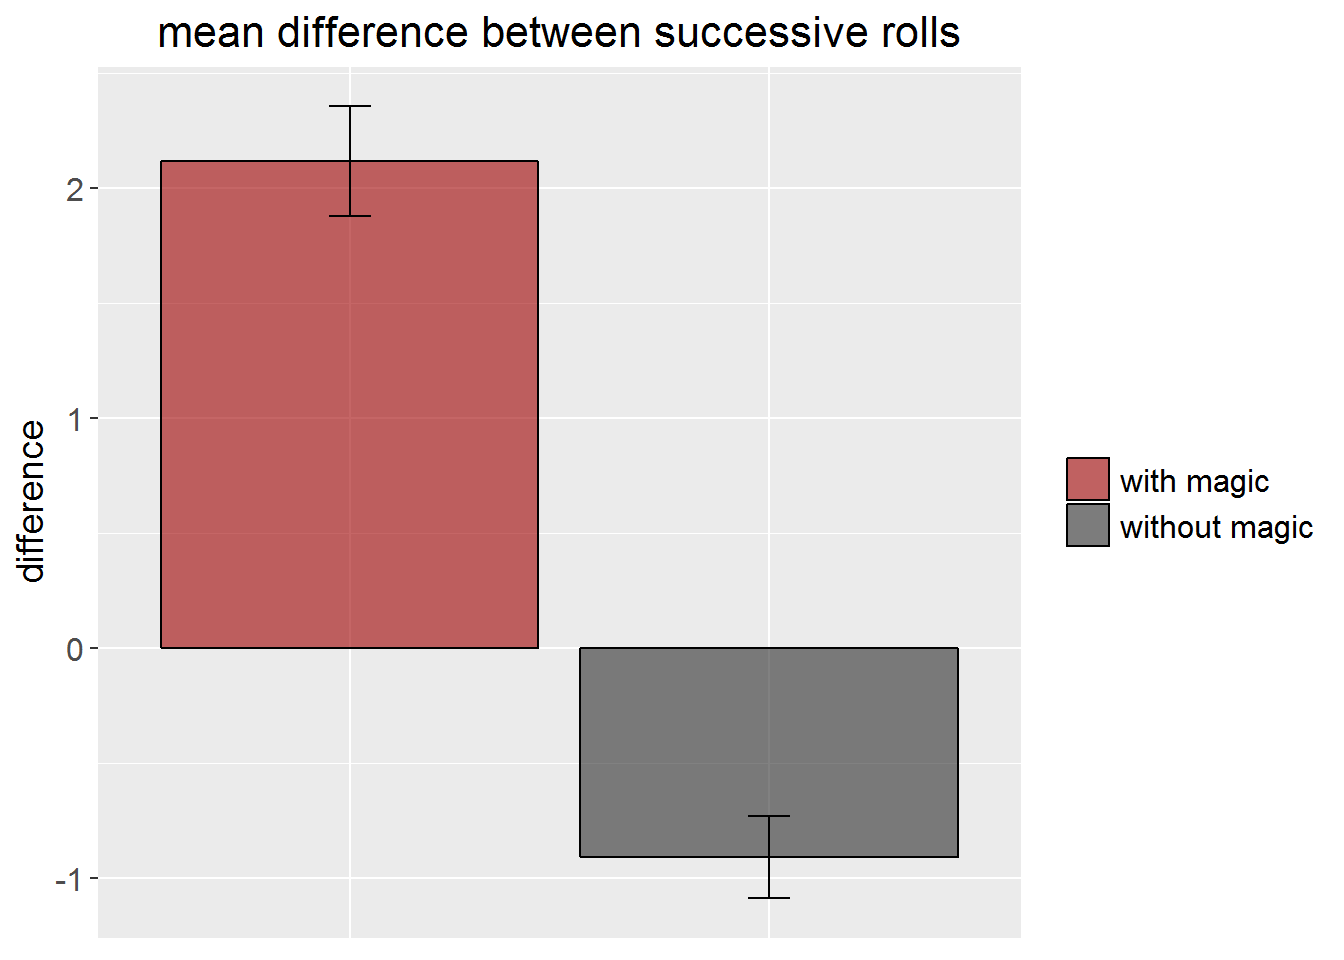 mean difference between successive rolls
difference
2
1
0
-1
with magic
without magic